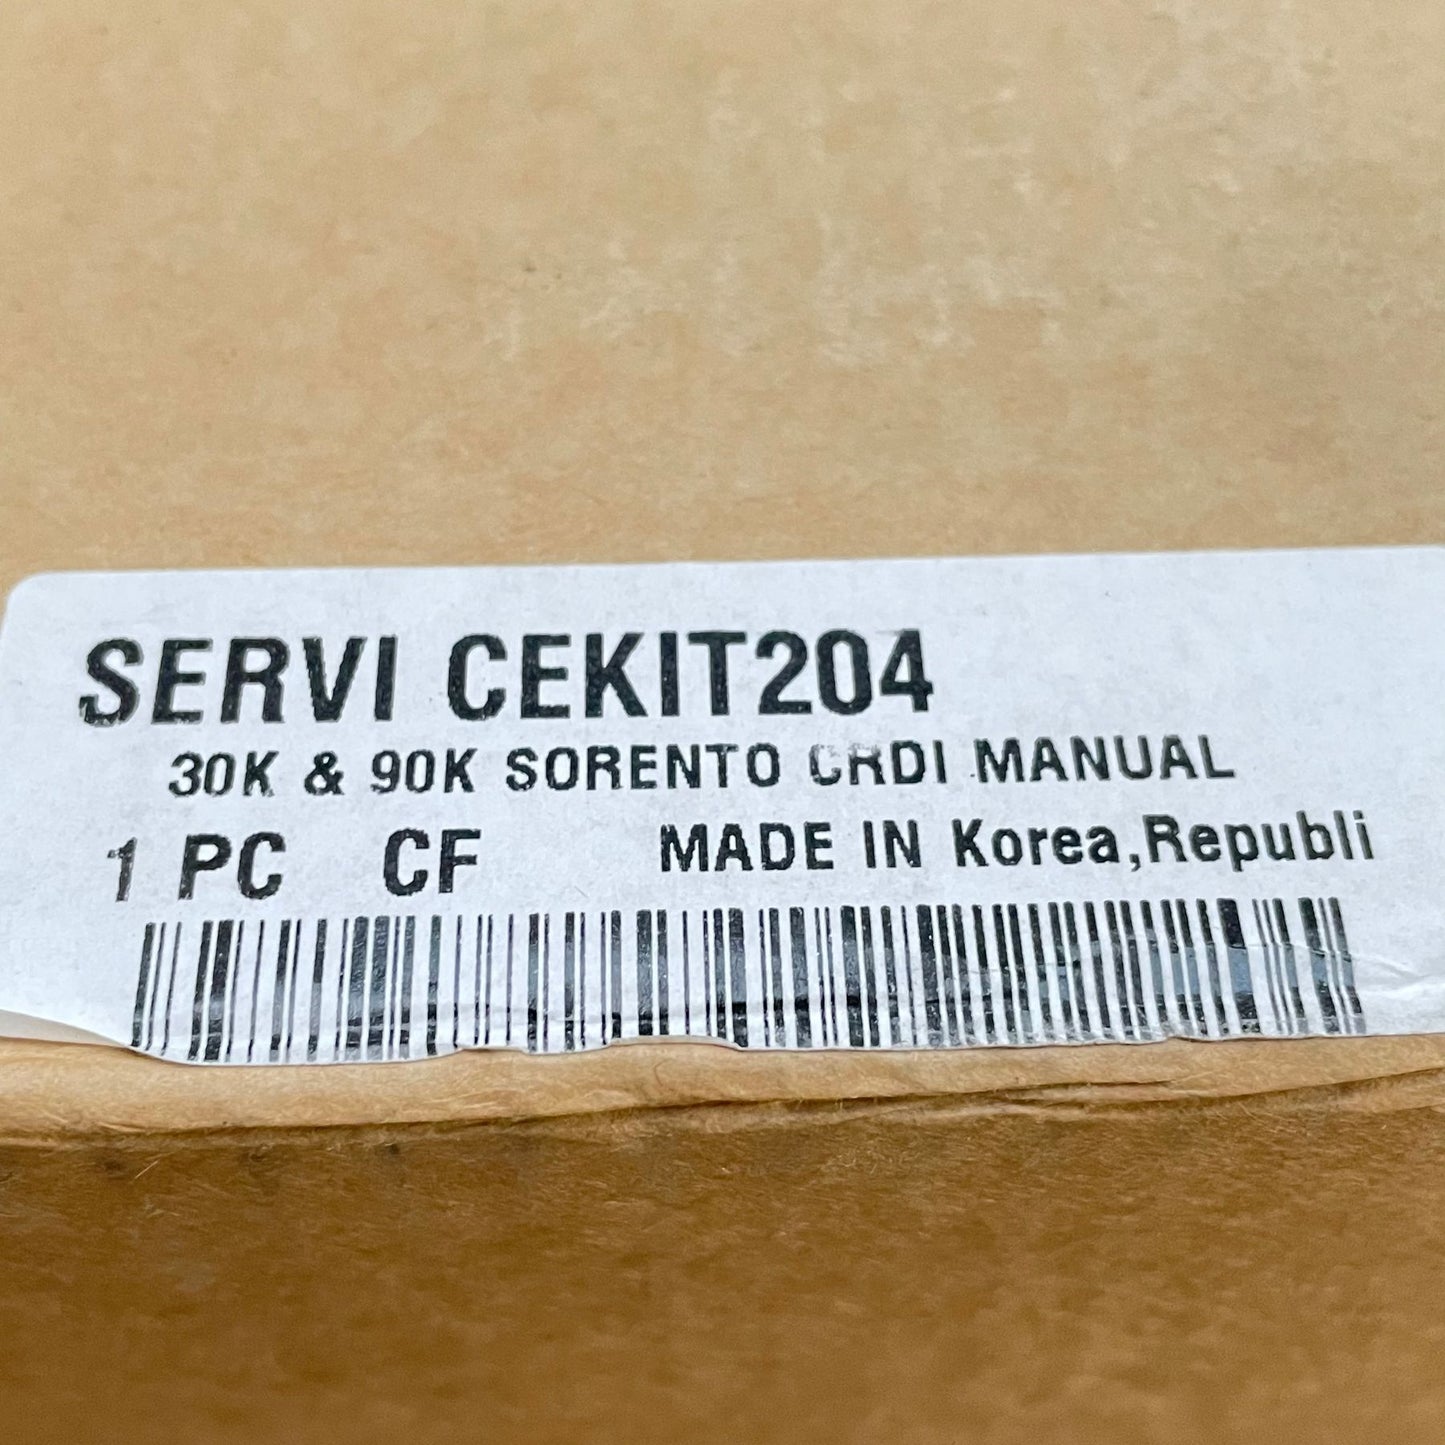 SERVI CEKIT204
30K & 90K SORENTO CRDI MANUAL
1 PC CF MADE IN Korea,Republi